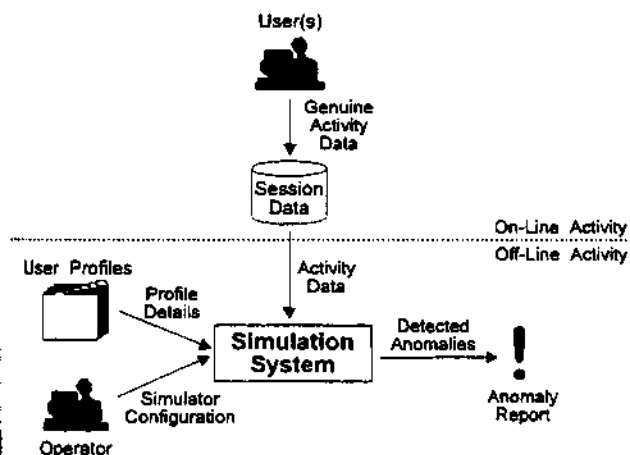 User(s)
Genuine
Activity
Data
Session
Data
On-Line Activity
Off-Line Activity
User Profiles
Activity
Data
Profile
Details
Simulation
System
Detected
Anomalies
Simulator
Configuration
Anomaly
Report
Operator